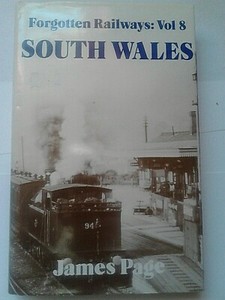 Forgotten Railways: Vol 8
SOUTH WALES
James Page